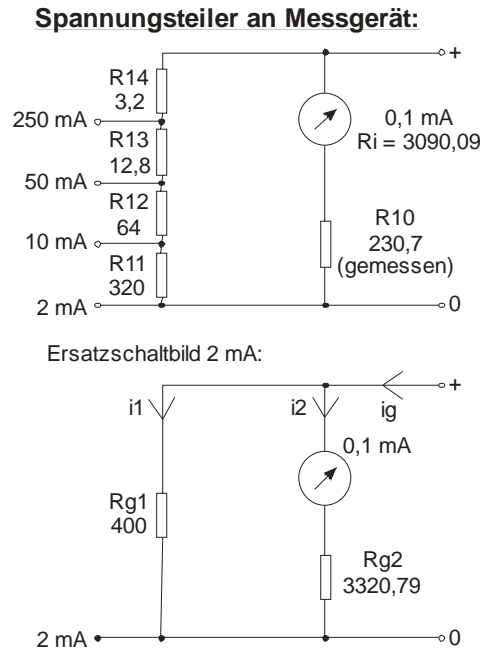 Spannungsteiler an Messgerät:
+
R14
3,2
250 mA
R13
12,8
50 mA
R12
64
10 mA
R11
320
2 mA
0,1 mA
Ri = 3090,09
R10
230,7
(gemessen)
0
Ersatzschaltbild 2 mA:
+
i1
i2
ig
0,1 mA
Rg1
400
Rg2
3320,79
2 mA
0